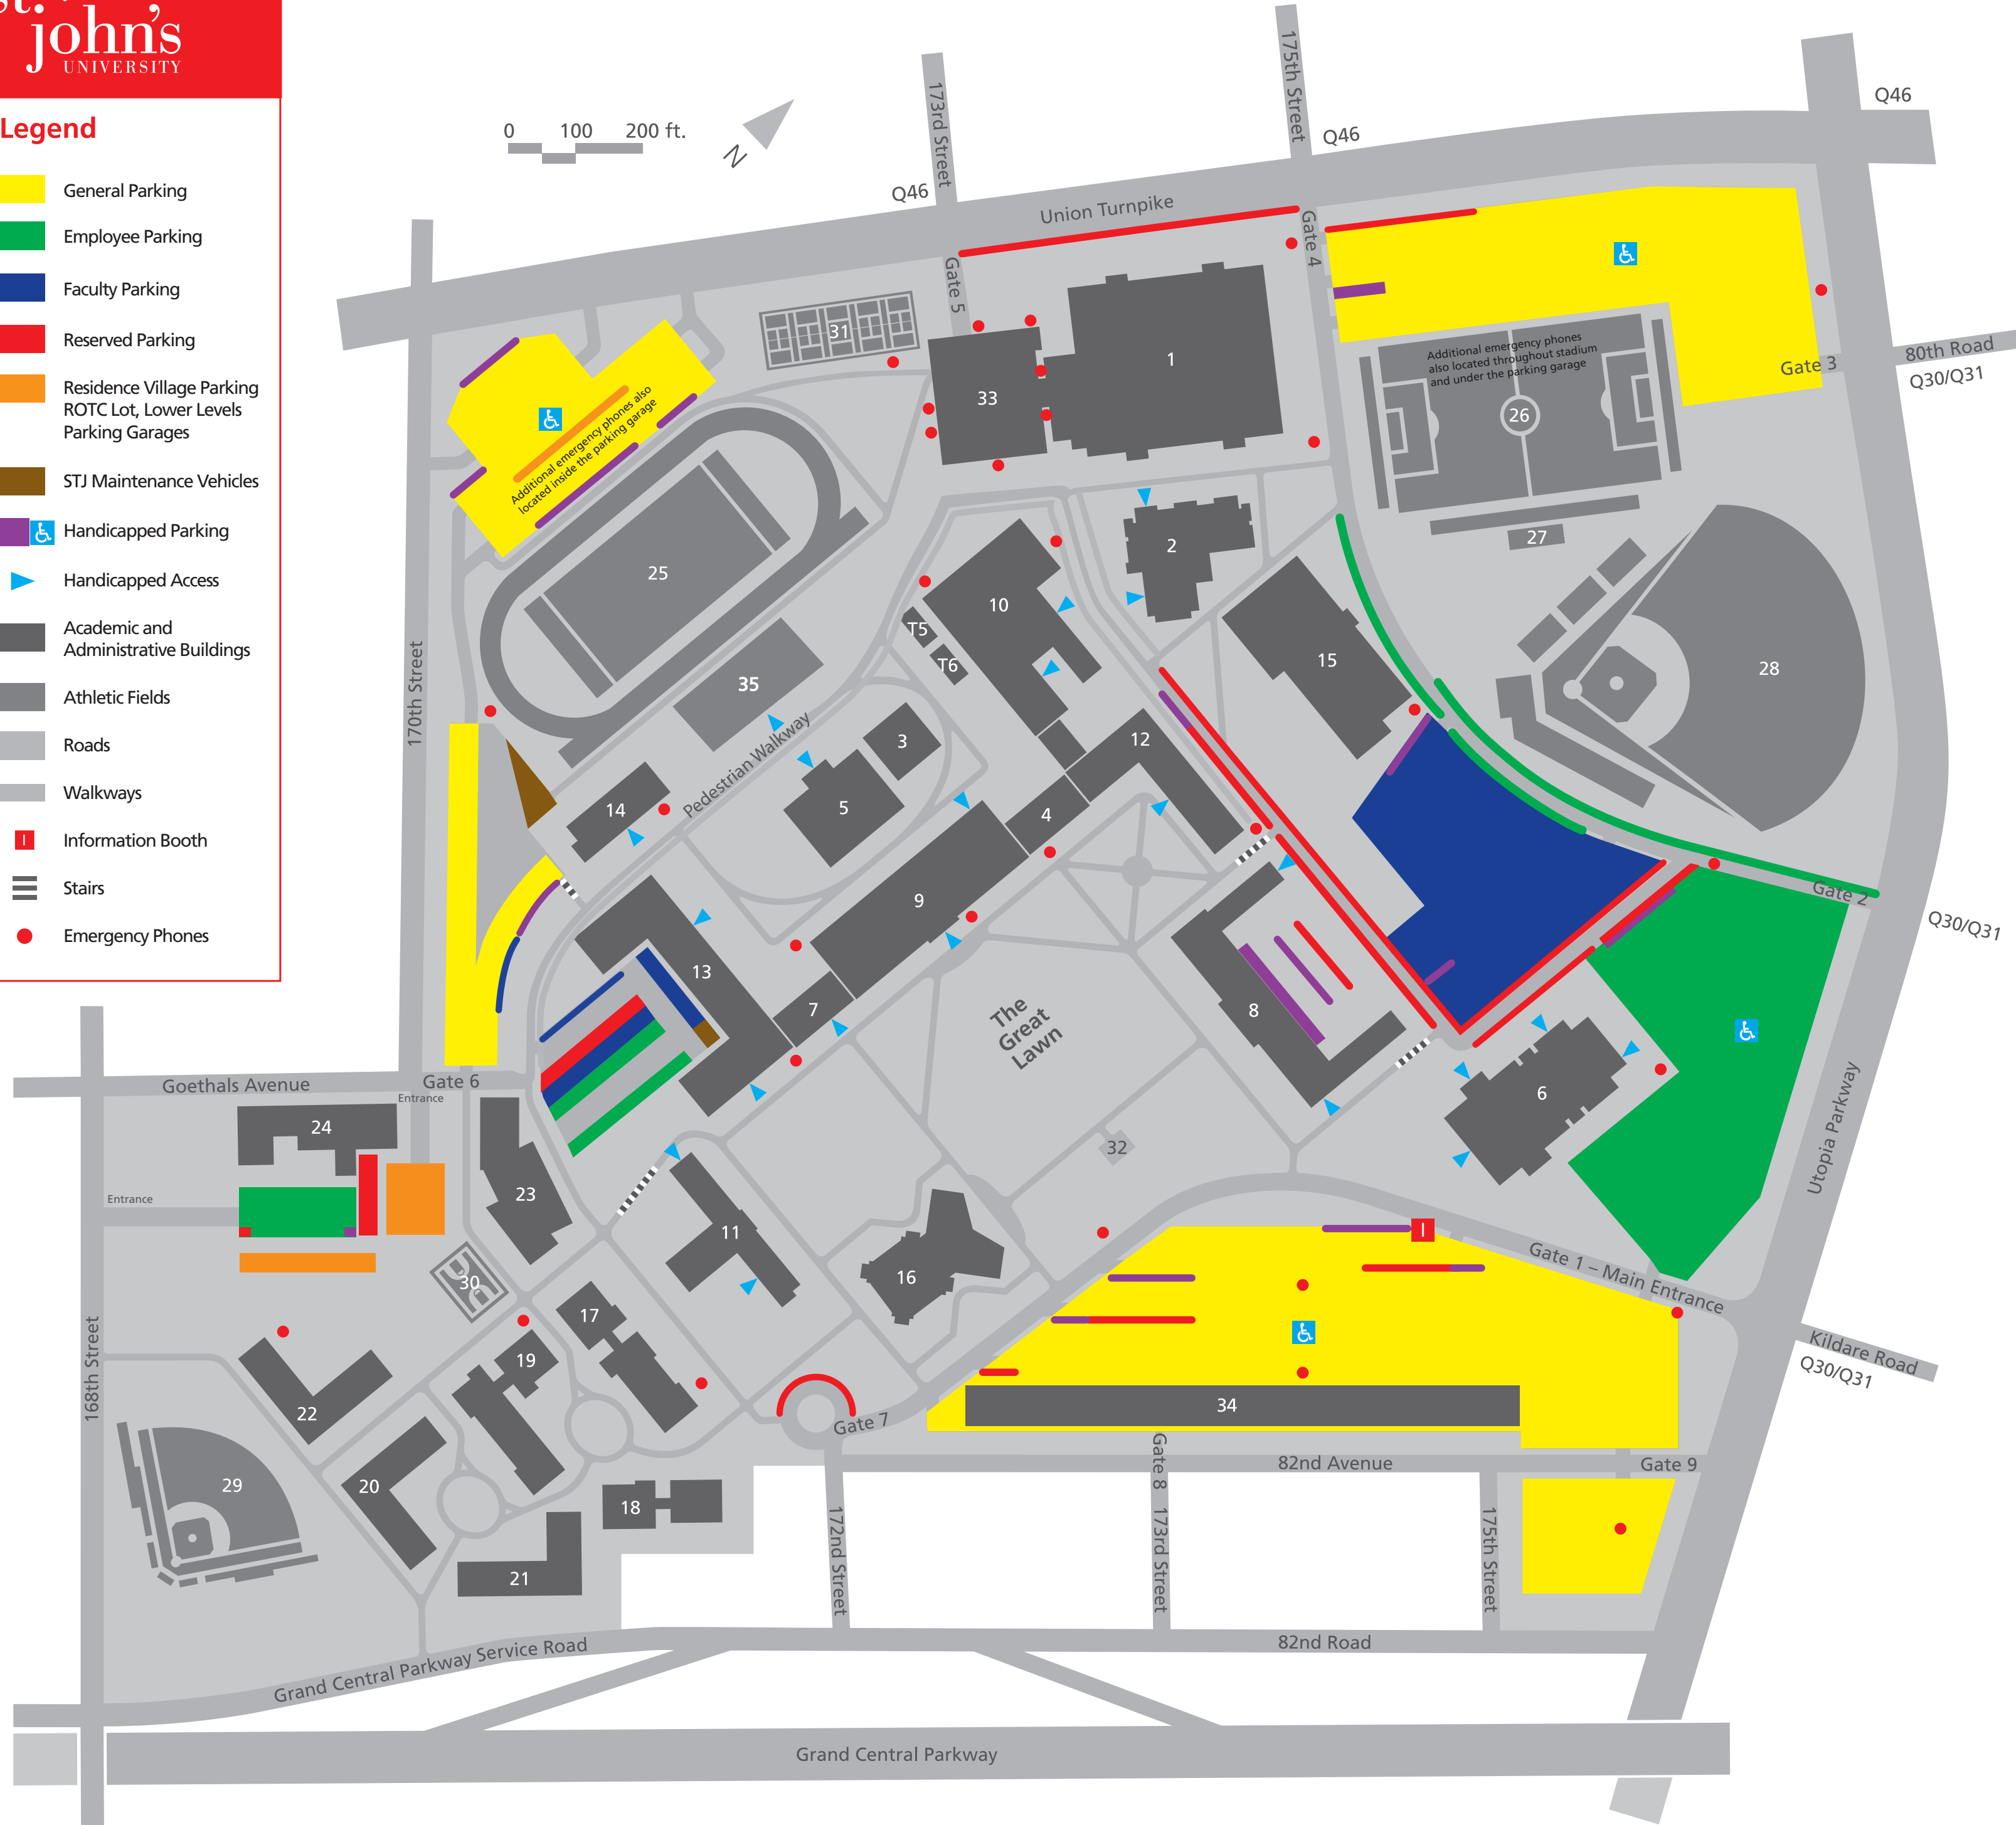 st.
john's
UNIVERSITY
Legend
General Parking
Employee Parking
Faculty Parking
Reserved Parking
Residence Village Parking
ROTC Lot, Lower Levels
Parking Garages
STJ Maintenance Vehicles
Handicapped Parking
Handicapped Access
Academic and
Administrative Buildings
Athletic Fields
Roads
Walkways
I
Information Booth
Stairs
Emergency Phones
0 100 200 ft.
N
173rd Street
175th Street
Q46
Q46
Q46
Union Turnpike
Gate 5
Gate 4
31
1
33
Additional emergency phones
also located throughout stadium
and under the parking garage
26
Gate 3
80th Road
Q30/Q31
27
28
Additional emergency phones also
located inside the parking garage
25
2
10
T5
T6
15
35
170th Street
Pedestrian Walkway
3
5
12
4
14
9
13
7
8
The
Great
Lawn
Gate 2
Q30/Q31
6
Utopia Parkway
Goethals Avenue
Gate 6
Entrance
24
Entrance
23
30
11
32
16
I
Gate 1 – Main Entrance
Kildare Road
Q30/Q31
17
19
22
168th Street
29
20
18
21
Gate 7
34
82nd Avenue
Gate 8
Gate 9
172nd Street
173rd Street
175th Street
82nd Road
Grand Central Parkway Service Road
Grand Central Parkway